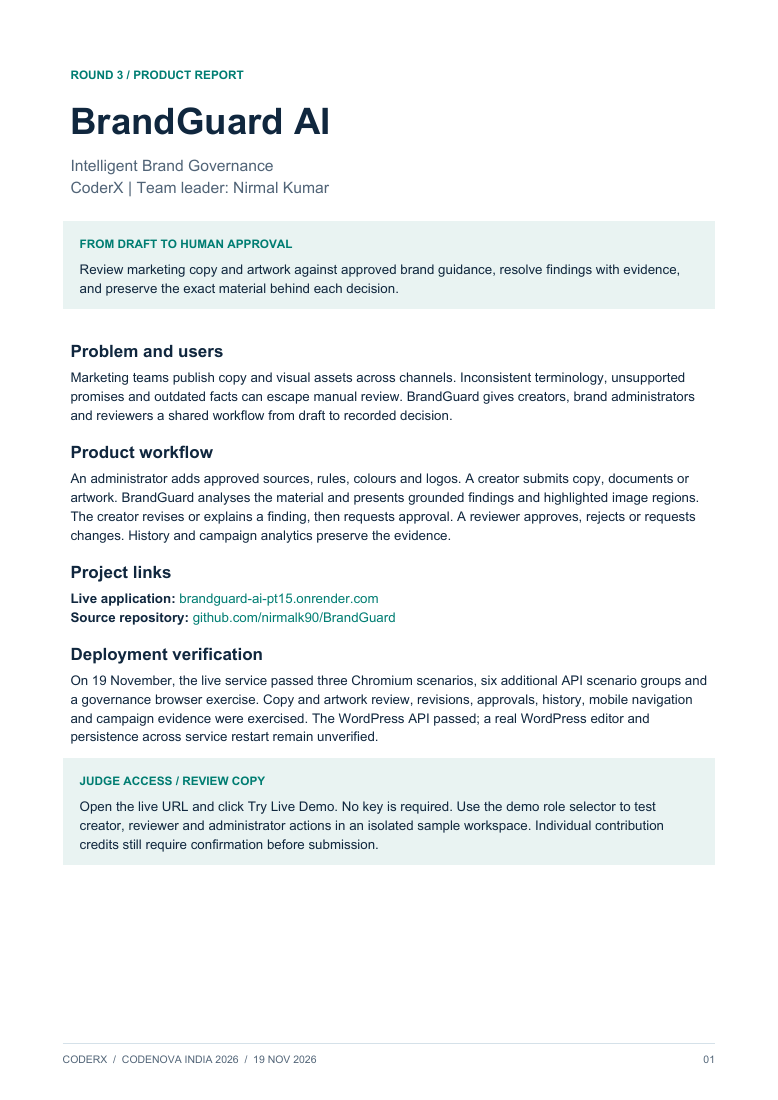 ROUND 3 / PRODUCT REPORT
BrandGuard AI
Intelligent Brand Governance
CoderX | Team leader: Nirmal Kumar
FROM DRAFT TO HUMAN APPROVAL
Review marketing copy and artwork against approved brand guidance, resolve findings with evidence,
and preserve the exact material behind each decision.
Problem and users
Marketing teams publish copy and visual assets across channels. Inconsistent terminology, unsupported
promises and outdated facts can escape manual review. BrandGuard gives creators, brand administrators
and reviewers a shared workflow from draft to recorded decision.
Product workflow
An administrator adds approved sources, rules, colours and logos. A creator submits copy, documents or
artwork. BrandGuard analyses the material and presents grounded findings and highlighted image regions.
The creator revises or explains a finding, then requests approval. A reviewer approves, rejects or requests
changes. History and campaign analytics preserve the evidence.
Project links
Live application: brandguard-ai-pt15.onrender.com
Source repository: github.com/nirmalk90/BrandGuard
Deployment verification
On 19 November, the live service passed three Chromium scenarios, six additional API scenario groups and
a governance browser exercise. Copy and artwork review, revisions, approvals, history, mobile navigation
and campaign evidence were exercised. The WordPress API passed; a real WordPress editor and
persistence across service restart remain unverified.
JUDGE ACCESS / REVIEW COPY
Open the live URL and click Try Live Demo. No key is required. Use the demo role selector to test
creator, reviewer and administrator actions in an isolated sample workspace. Individual contribution
credits still require confirmation before submission.
CODERX / CODENOVA INDIA 2026 / 19 NOV 2026
01